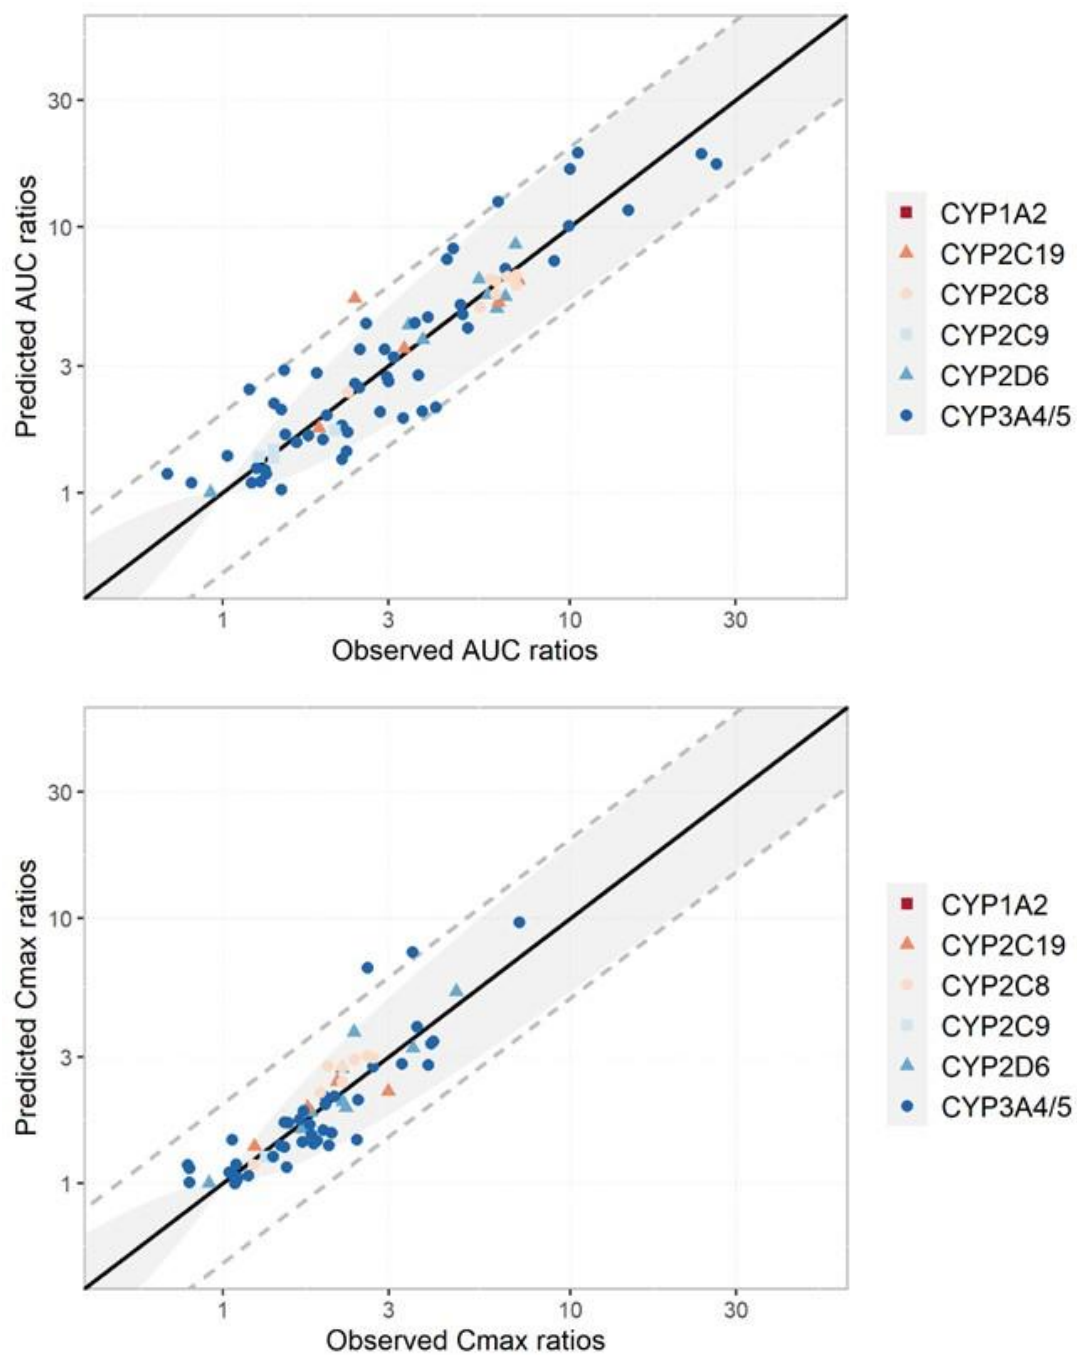 Predicted AUC ratios
30
10
3
1
1
3
10
30
Observed AUC ratios
CYP1A2
CYP2C19
CYP2C8
CYP2C9
CYP2D6
CYP3A4/5
Predicted Cmax ratios
30
10
3
1
1
3
10
30
Observed Cmax ratios
CYP1A2
CYP2C19
CYP2C8
CYP2C9
CYP2D6
CYP3A4/5